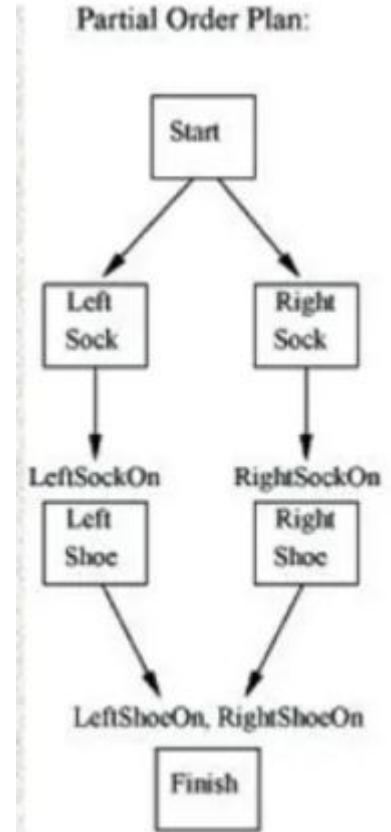 Partial Order Plan:
Start
Left
Sock
Right
Sock
LeftSockOn
RightSockOn
Left
Shoe
Right
Shoe
LeftShoeOn, RightShoeOn
Finish